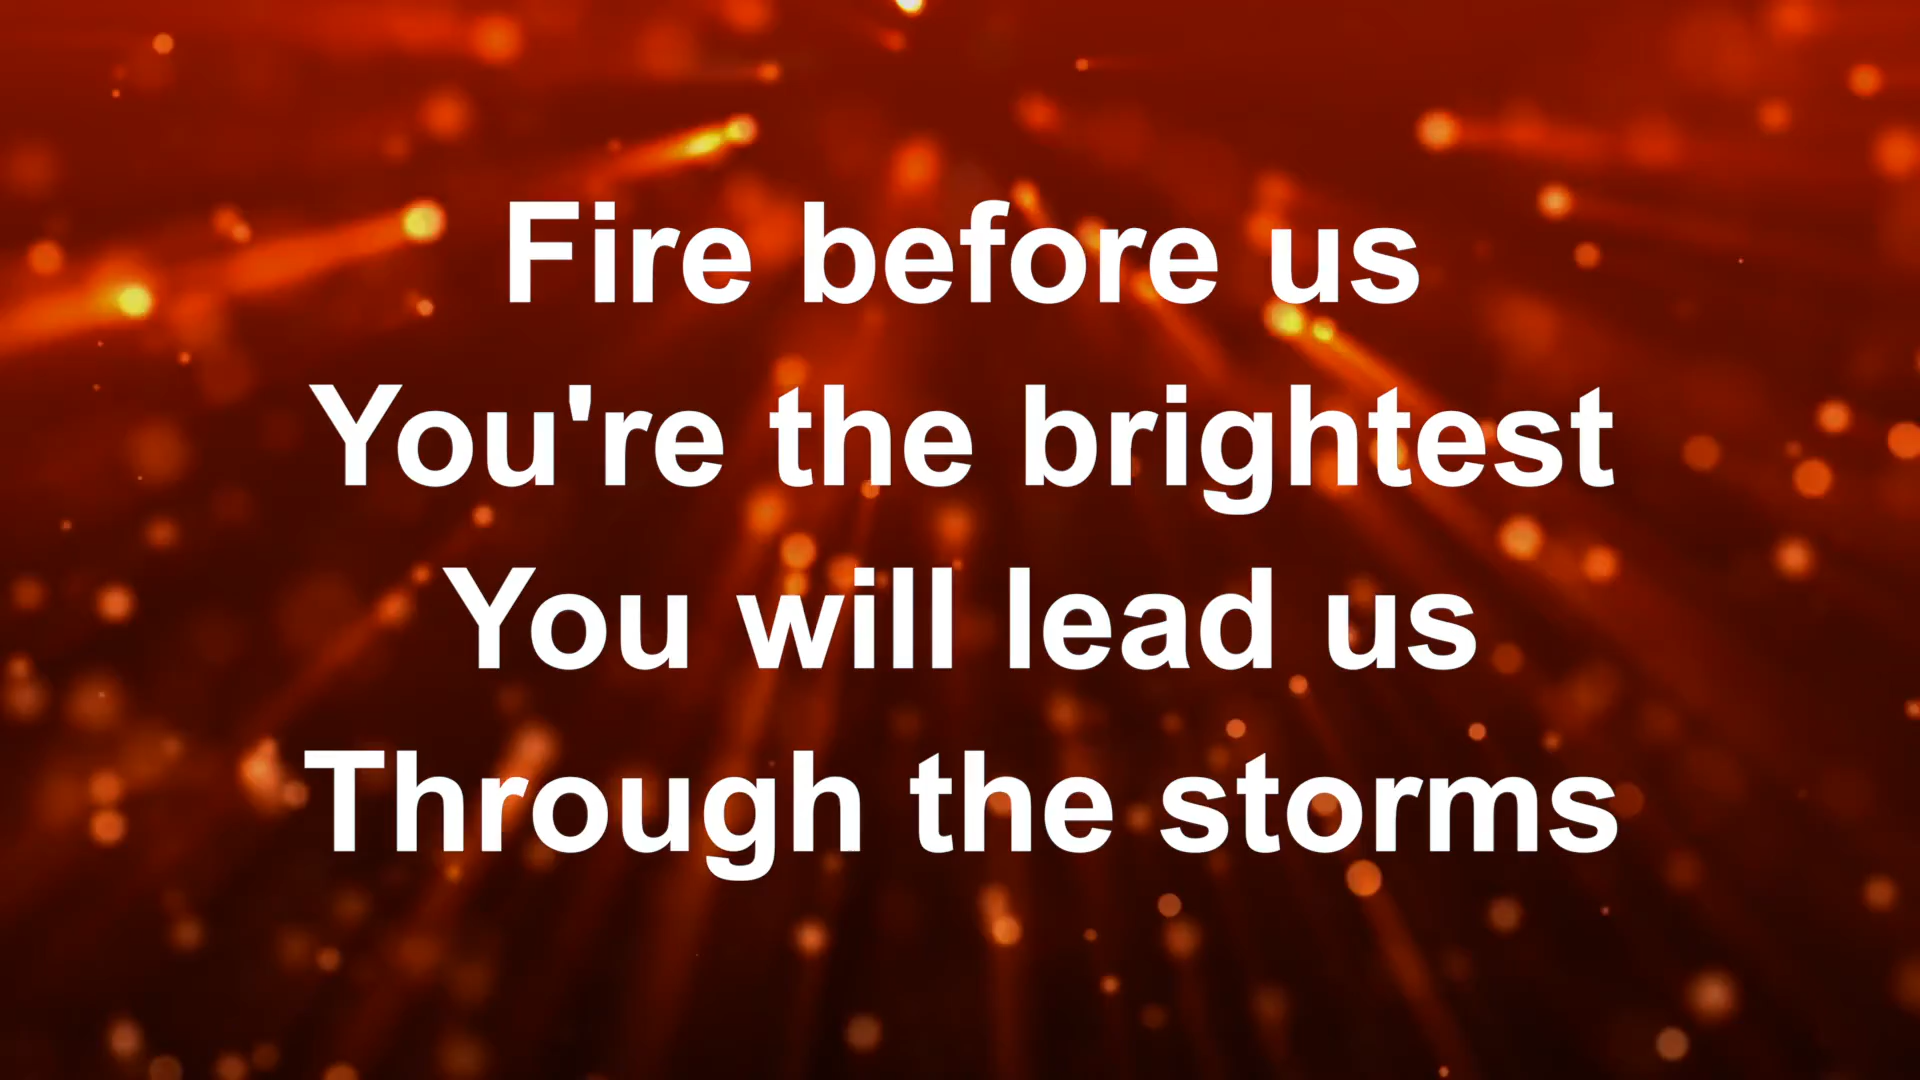 Fire before us
You're the brightest
You will lead us
Through the storms